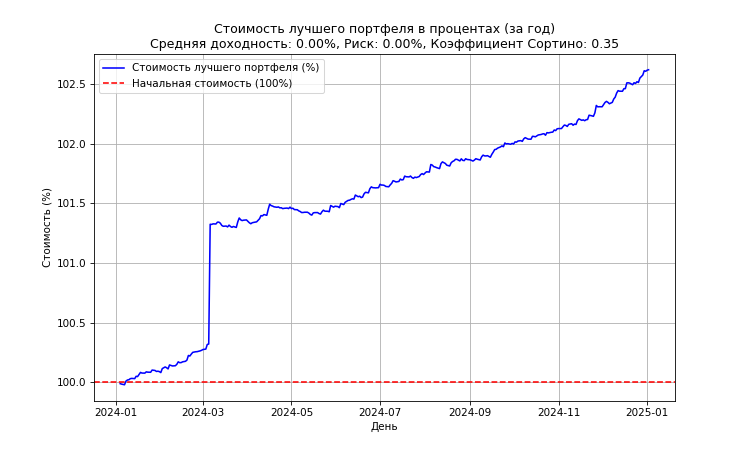 Стоимость лучшего портфеля в процентах (за год)
Средняя доходность: 0.00%, Риск: 0.00%, Коэффициент Сортино: 0.35
Стоимость лучшего портфеля (%)
Начальная стоимость (100%)
Стоимость (%)
102.5
102.0
101.5
101.0
100.5
100.0
2024-01 2024-03 2024-05 2024-07 2024-09 2024-11 2025-01
День